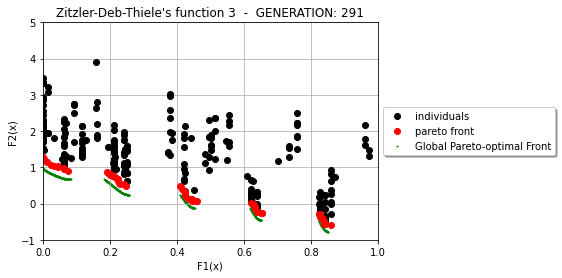 Zitzler-Deb-Thiele's function 3 - GENERATION: 291
5
4
3
2
1
0
−1
F2(x)
0.0 0.2 0.4 0.6 0.8 1.0
F1(x)
individuals
pareto front
Global Pareto-optimal Front